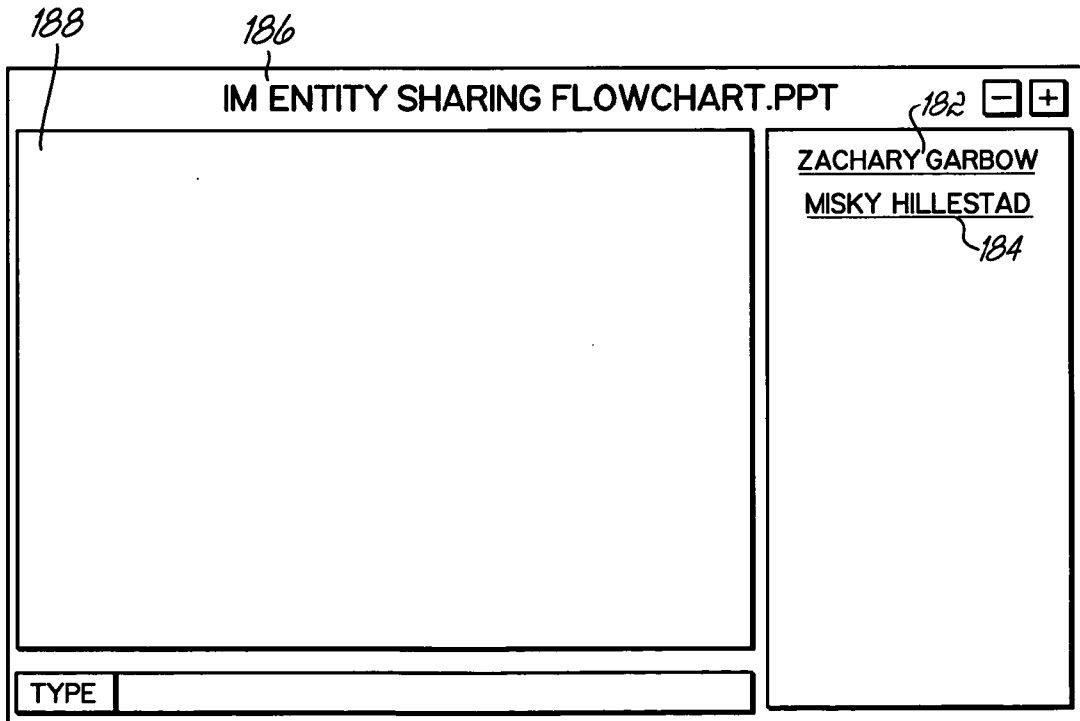 188
186
IM ENTITY SHARING FLOWCHART.PPT
182
− +
ZACHARY GARBOW
MISKY HILLESTAD
184
TYPE